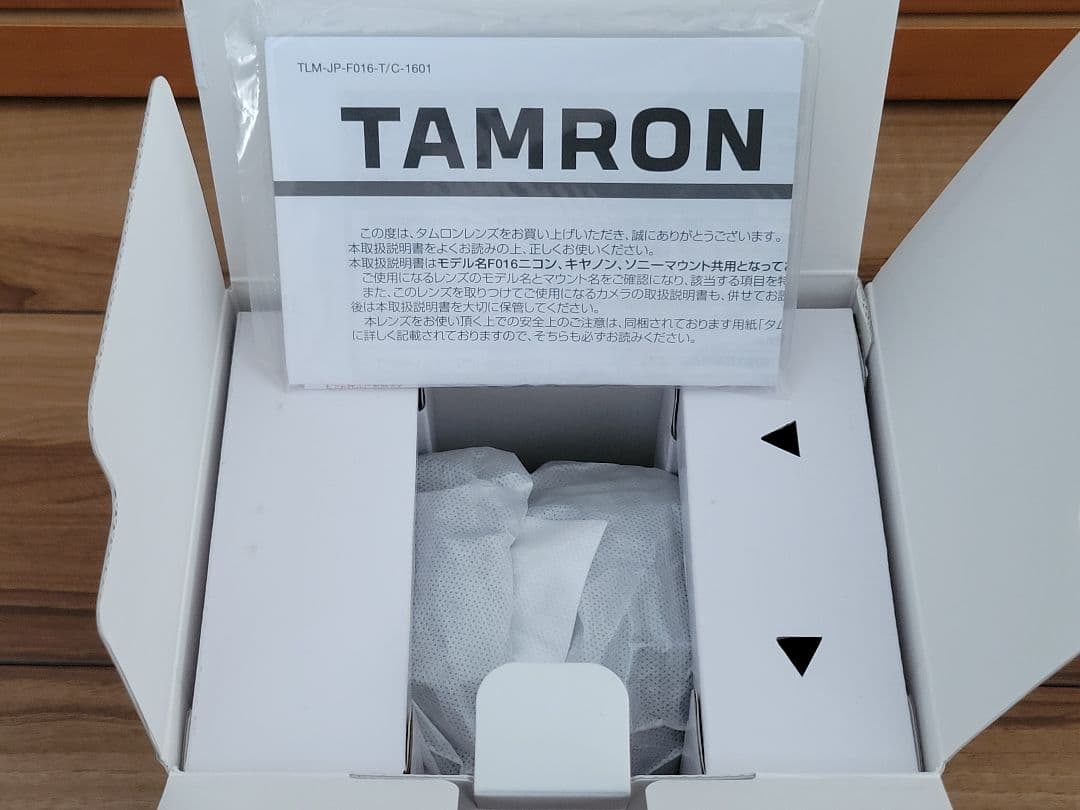 TLM-JP-F016-T/C-1601
TAMRON
この度は、タムロンレンズをお買い上げいただき、誠にありがとうございます。
本取扱説明書をよくお読みの上、正しくお使いください。
本取扱説明書はモデル名F016ニコン、キヤノン、ソニーマウント共用となって
ご使用になるレンズのモデル名とマウント名をご確認になり、該当する項目を
また、このレンズを取りつけてご使用になるカメラの取扱説明書も、併せてお
後は本取扱説明書を大切に保管してください。
本レンズをお使い頂く上での安全上のご注意は、同梱されております用紙「タム
に詳しく記載されておりますので、そちらも必ずお読みください。